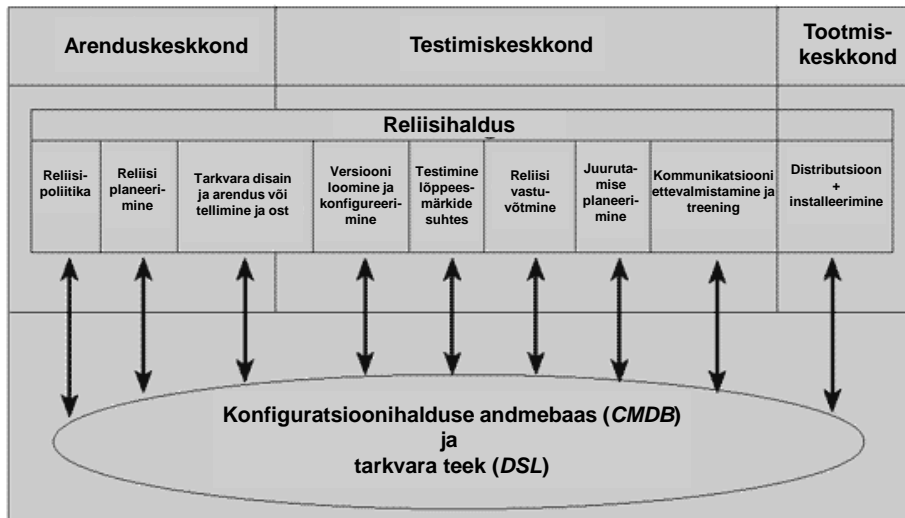 Arenduskeskkond
Testimiskeskkond
Tootmis-
keskkond
Reliisihaldus
Reliisi-
poliitika
Reliisi
planeeri-
mine
Tarkvara disain
ja arendus või
tellimine ja ost
Versiooni
loomine ja
konfigureeri-
mine
Testimine
lõppees-
märkide
suhtes
Reliisi
vastu-
võtmine
Juuruta-
mise
planeeri-
mine
Kommunikatsiooni
ettevalmistamine ja
treening
Distributsioon
+
installeerimine
Konfiguratsioonihalduse andmebaas (CMDB)
ja
tarkvara teek (DSL)